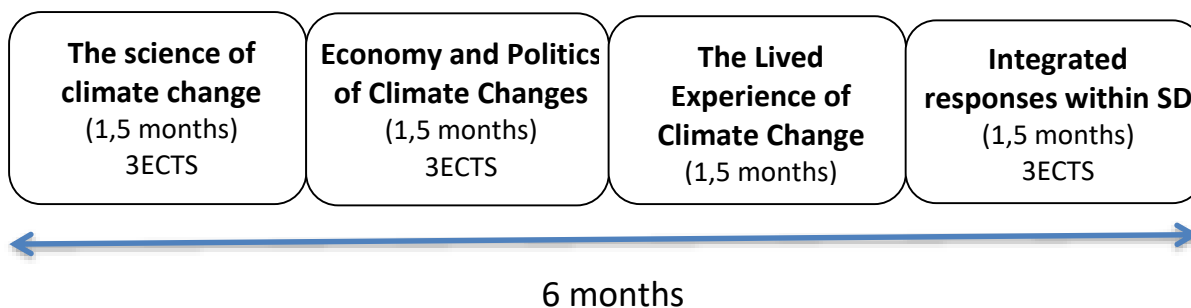 The science of
climate change
(1,5 months)
3ECTS
Economy and Politics
of Climate Changes
(1,5 months)
3ECTS
The Lived
Experience of
Climate Change
(1,5 months)
Integrated
responses within SD
(1,5 months)
3ECTS
6 months